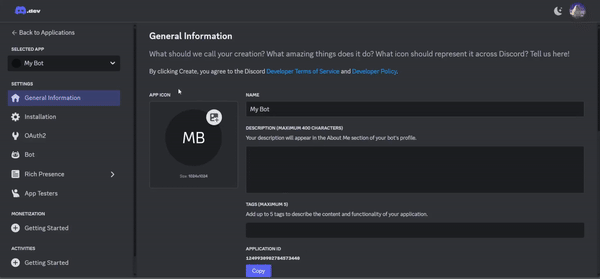 .dev
← Back to Applications
SELECTED APP
My Bot
SETTINGS
General Information
Installation
OAuth2
Bot
Rich Presence
App Testers
MONETIZATION
Getting Started
ACTIVITIES
Getting Started
General Information
What should we call your creation? What amazing things does it do? What icon should represent it across Discord? Tell us here!
By clicking Create, you agree to the Discord Developer Terms of Service and Developer Policy.
APP ICON
MB
Size: 1024x1024
NAME
My Bot
DESCRIPTION (MAXIMUM 400 CHARACTERS)
Your description will appear in the About Me section of your bot's profile.
TAGS (MAXIMUM 5)
Add up to 5 tags to describe the content and functionality of your application.
APPLICATION ID
1249930902784973440
Copy